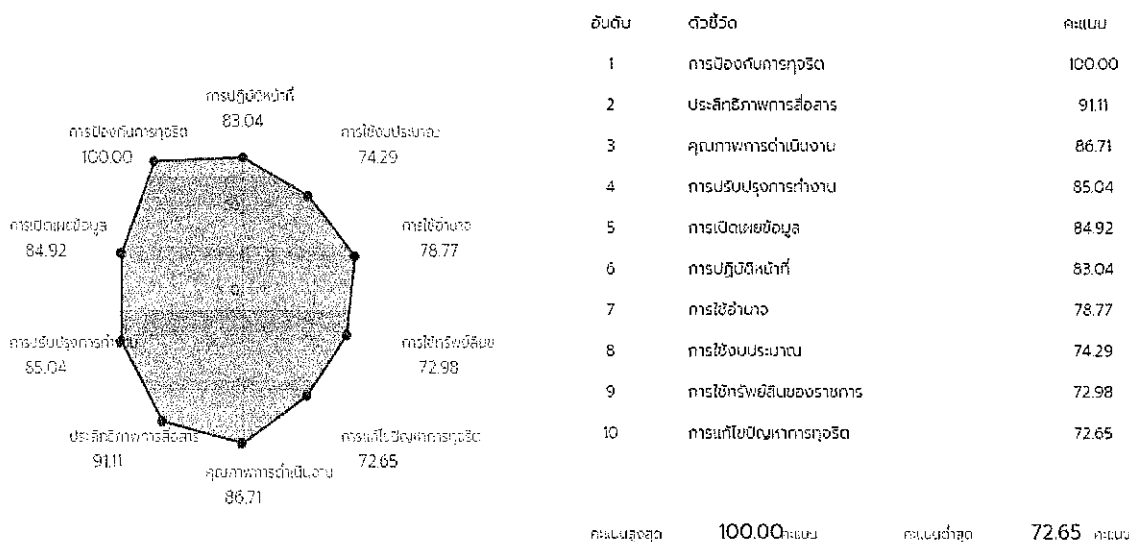 การปฏิบัติหน้าที่
83.04
การป้องกันการทุจริต
100.00
การใช้งบประมาณ
74.29
การเปิดเผยข้อมูล
84.92
การใช้อำนาจ
78.77
การปรับปรุงการทำงาน
85.04
การใช้ทรัพย์สินข
72.98
ประสิทธิภาพการสื่อสาร
91.11
การแก้ไขปัญหาการทุจริต
72.65
คุณภาพการดำเนินงาน
86.71
อันดับ ตัวชี้วัด คะแนน
1 การป้องกันการทุจริต 100.00
2 ประสิทธิภาพการสื่อสาร 91.11
3 คุณภาพการดำเนินงาน 86.71
4 การปรับปรุงการทำงาน 85.04
5 การเปิดเผยข้อมูล 84.92
6 การปฏิบัติหน้าที่ 83.04
7 การใช้อำนาจ 78.77
8 การใช้งบประมาณ 74.29
9 การใช้ทรัพย์สินของราชการ 72.98
10 การแก้ไขปัญหาการทุจริต 72.65
คะแนนสูงสุด 100.00 คะแนน คะแนนต่ำสุด 72.65 คะแนน